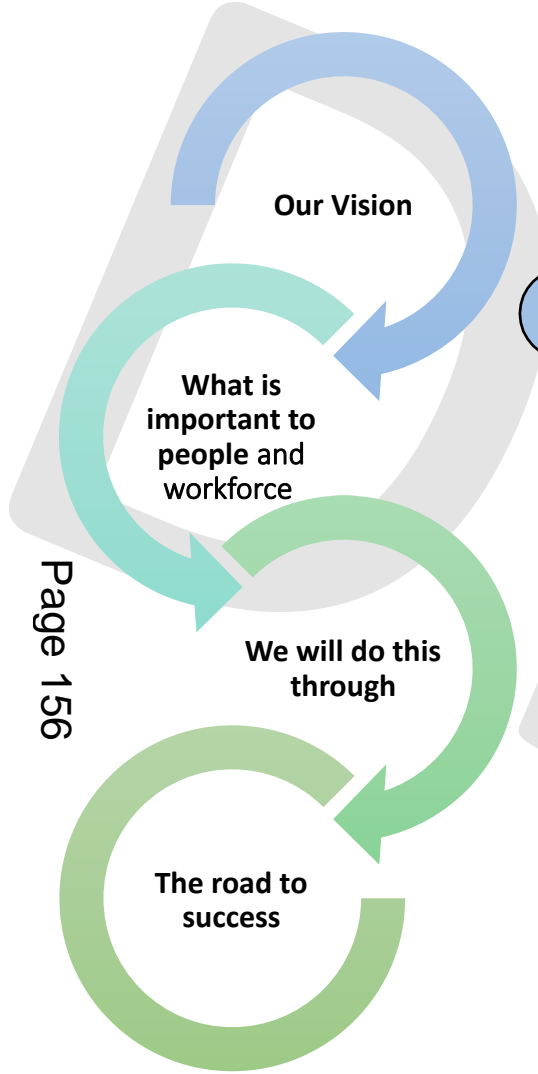 Our Vision
What is
important to
people and
workforce
Page 156
We will do this
through
The road to
success